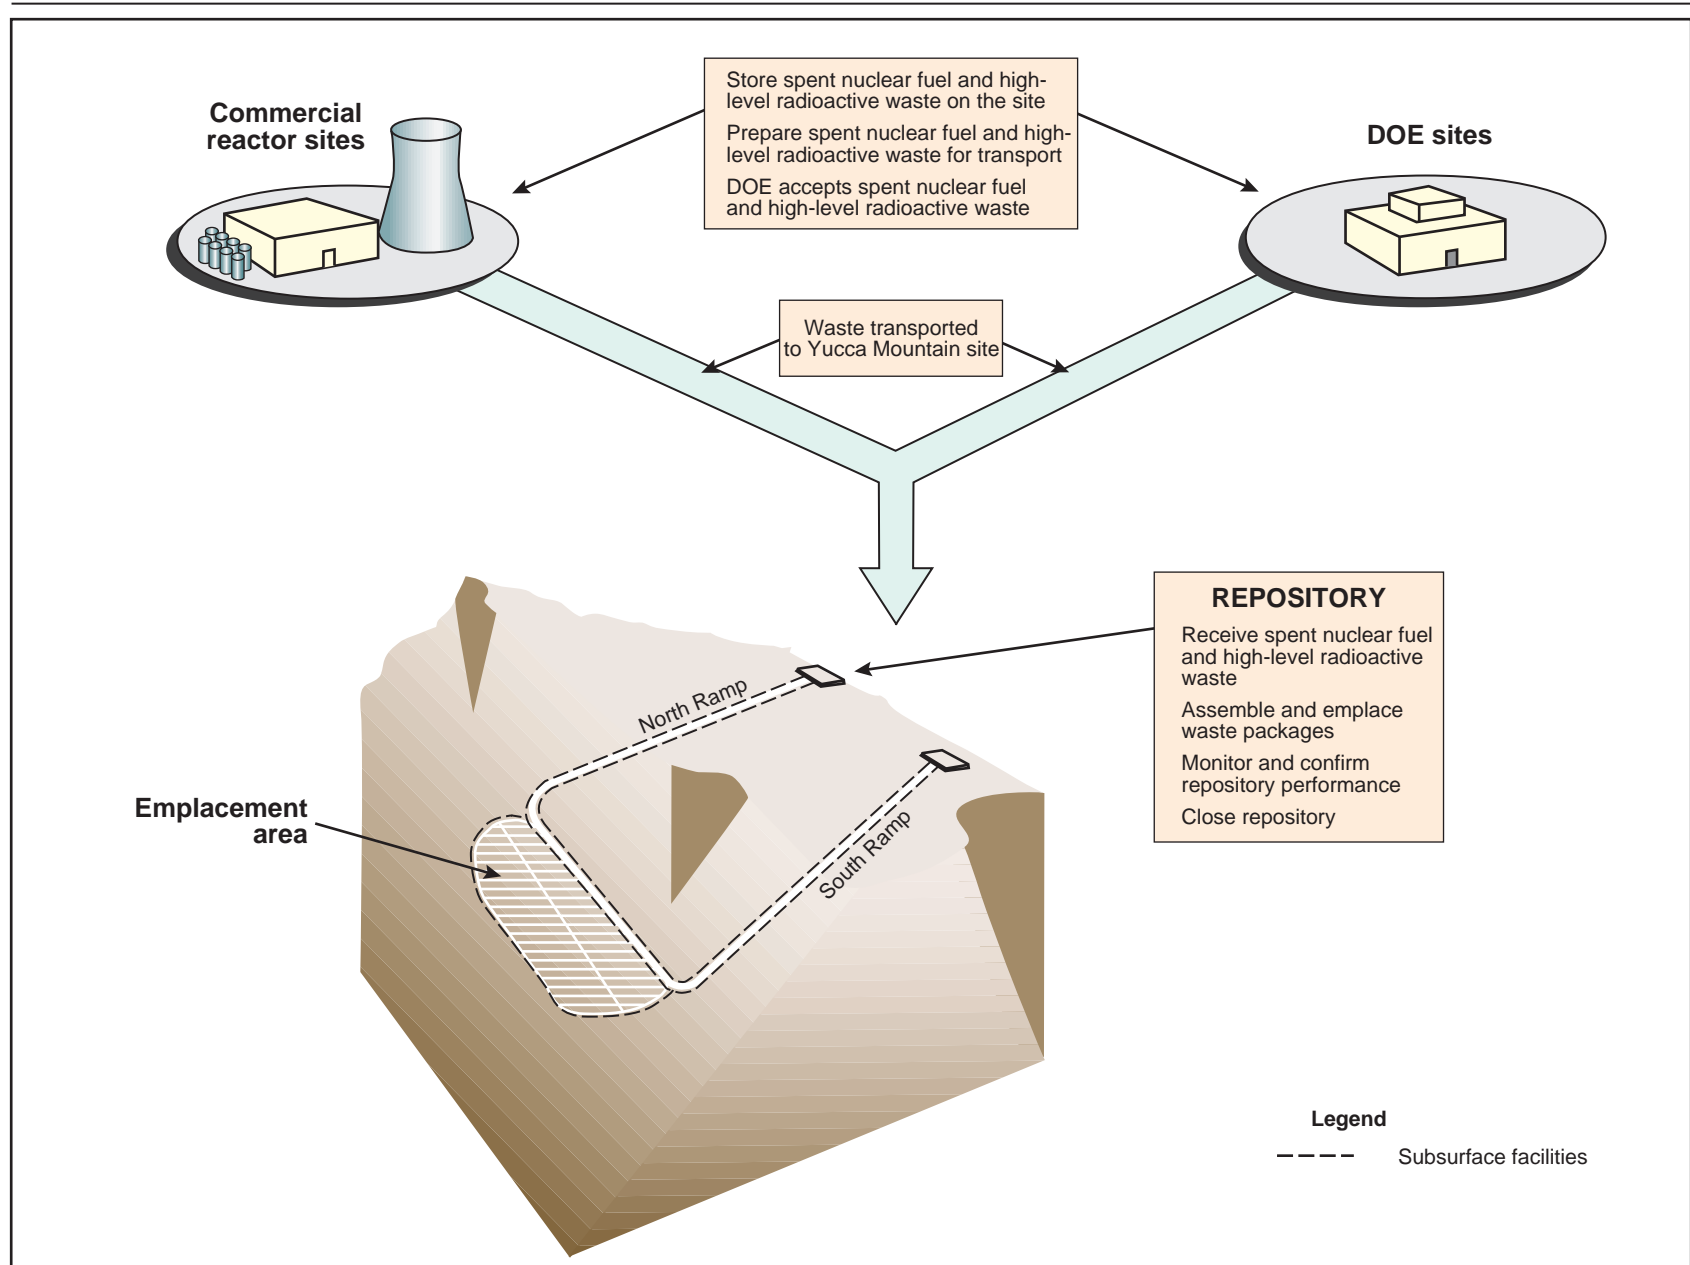 Commercial
reactor sites
Store spent nuclear fuel and high-
level radioactive waste on the site
Prepare spent nuclear fuel and high-
level radioactive waste for transport
DOE accepts spent nuclear fuel
and high-level radioactive waste
DOE sites
Waste transported
to Yucca Mountain site
REPOSITORY
Receive spent nuclear fuel
and high-level radioactive
waste
Assemble and emplace
waste packages
Monitor and confirm
repository performance
Close repository
North Ramp
South Ramp
Emplacement
area
Legend
Subsurface facilities